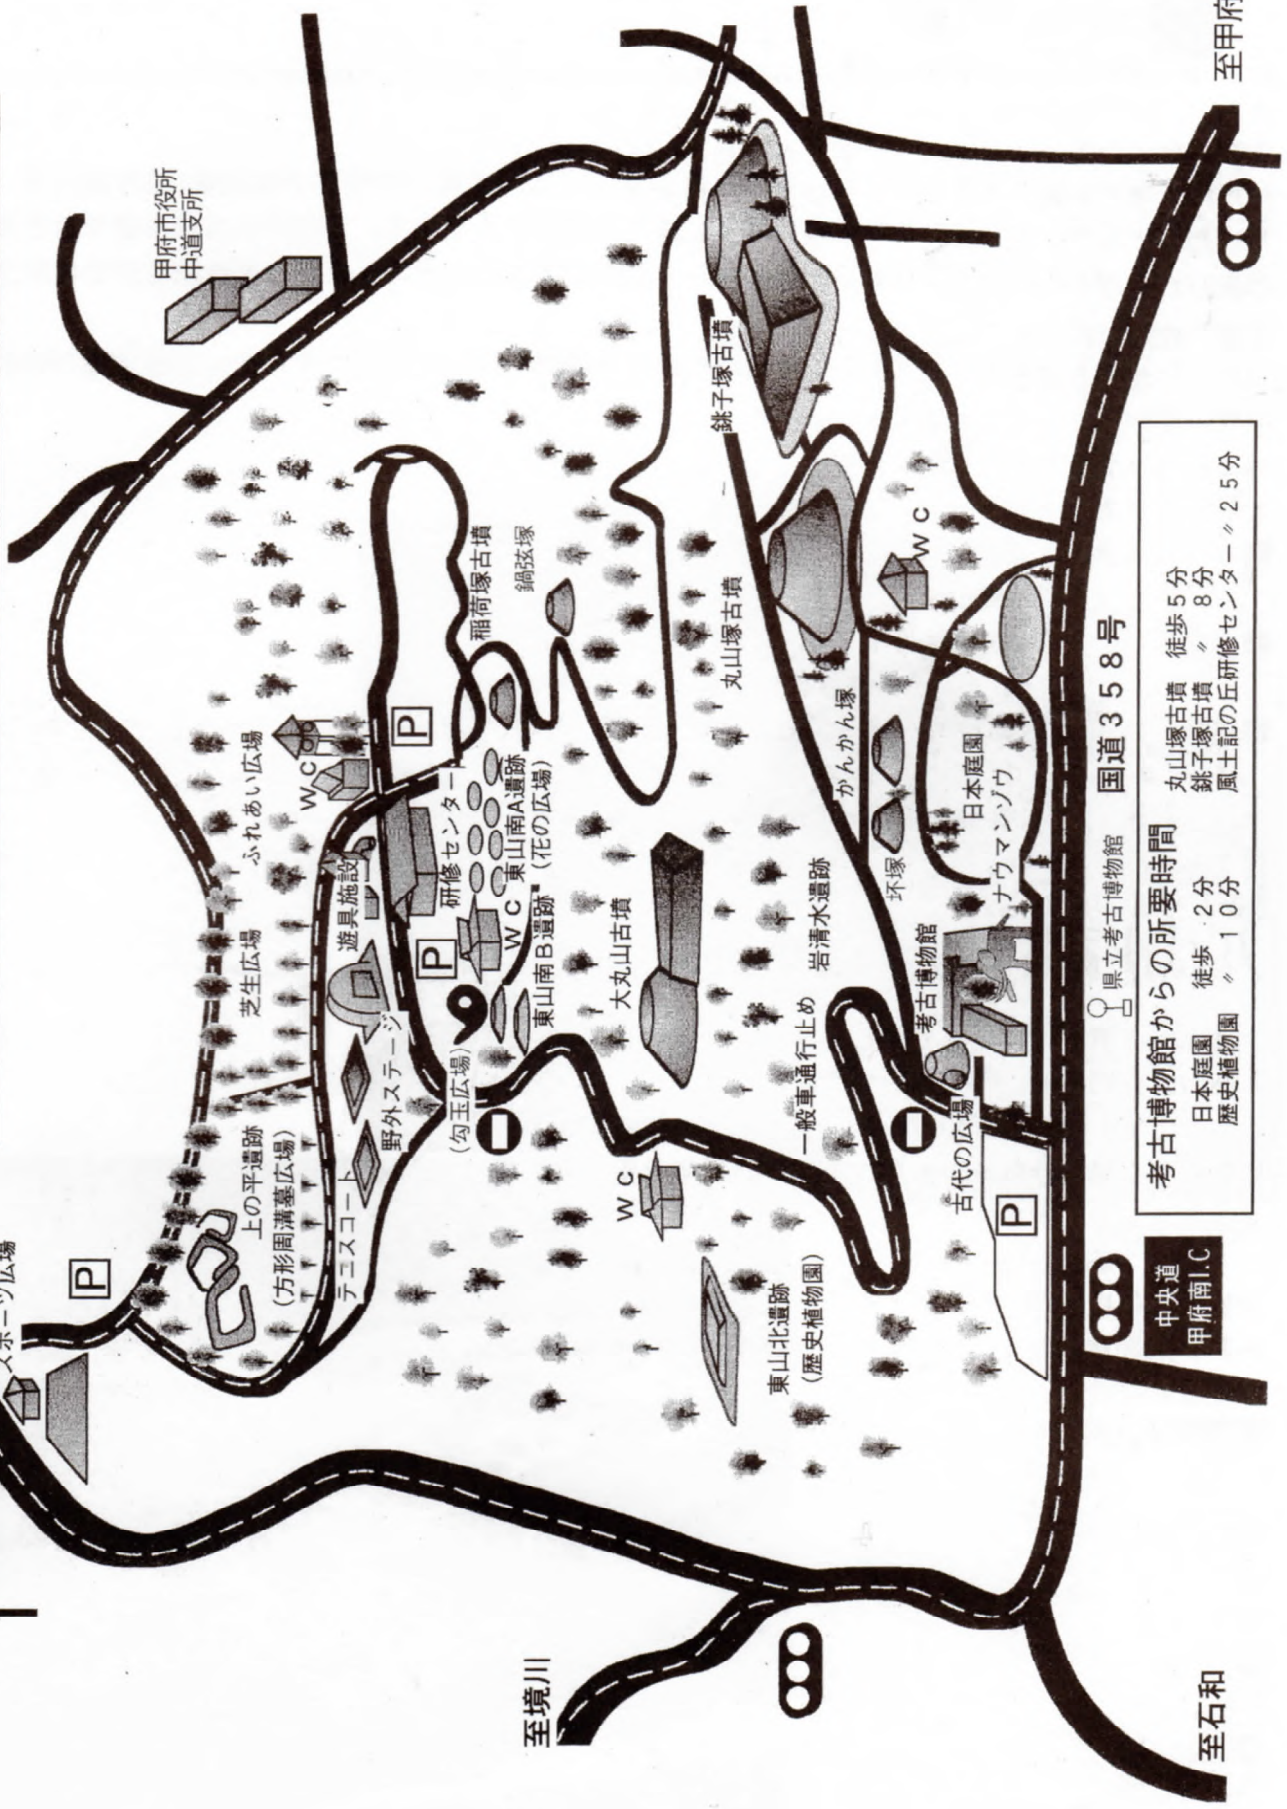 スポーツ広場
P
甲府市役所
中道支所
上の平遺跡
(方形周溝墓広場)
芝生広場
ふれあい広場
WC
テニスコート
野外ステージ
遊具施設
研修センター
P
P
(勾玉広場)
WC
東山南B遺跡
東山南A遺跡
(花の広場)
稲荷塚古墳
鍋弦塚
大丸山古墳
WC
東山北遺跡
(歴史植物園)
一般車通行止め
岩清水遺跡
丸山塚古墳
銚子塚古墳
かんかん塚
坏塚
WC
考古博物館
古代の広場
P
日本庭園
ナウマンゾウ
至境川
至石和
至甲府
中央道
甲府南I.C
県立考古博物館
国道358号
考古博物館からの所要時間
日本庭園 徒歩 2分
歴史植物園 〃 10分
丸山塚古墳 徒歩5分
銚子塚古墳 〃 8分
風土記の丘研修センター 〃 25分